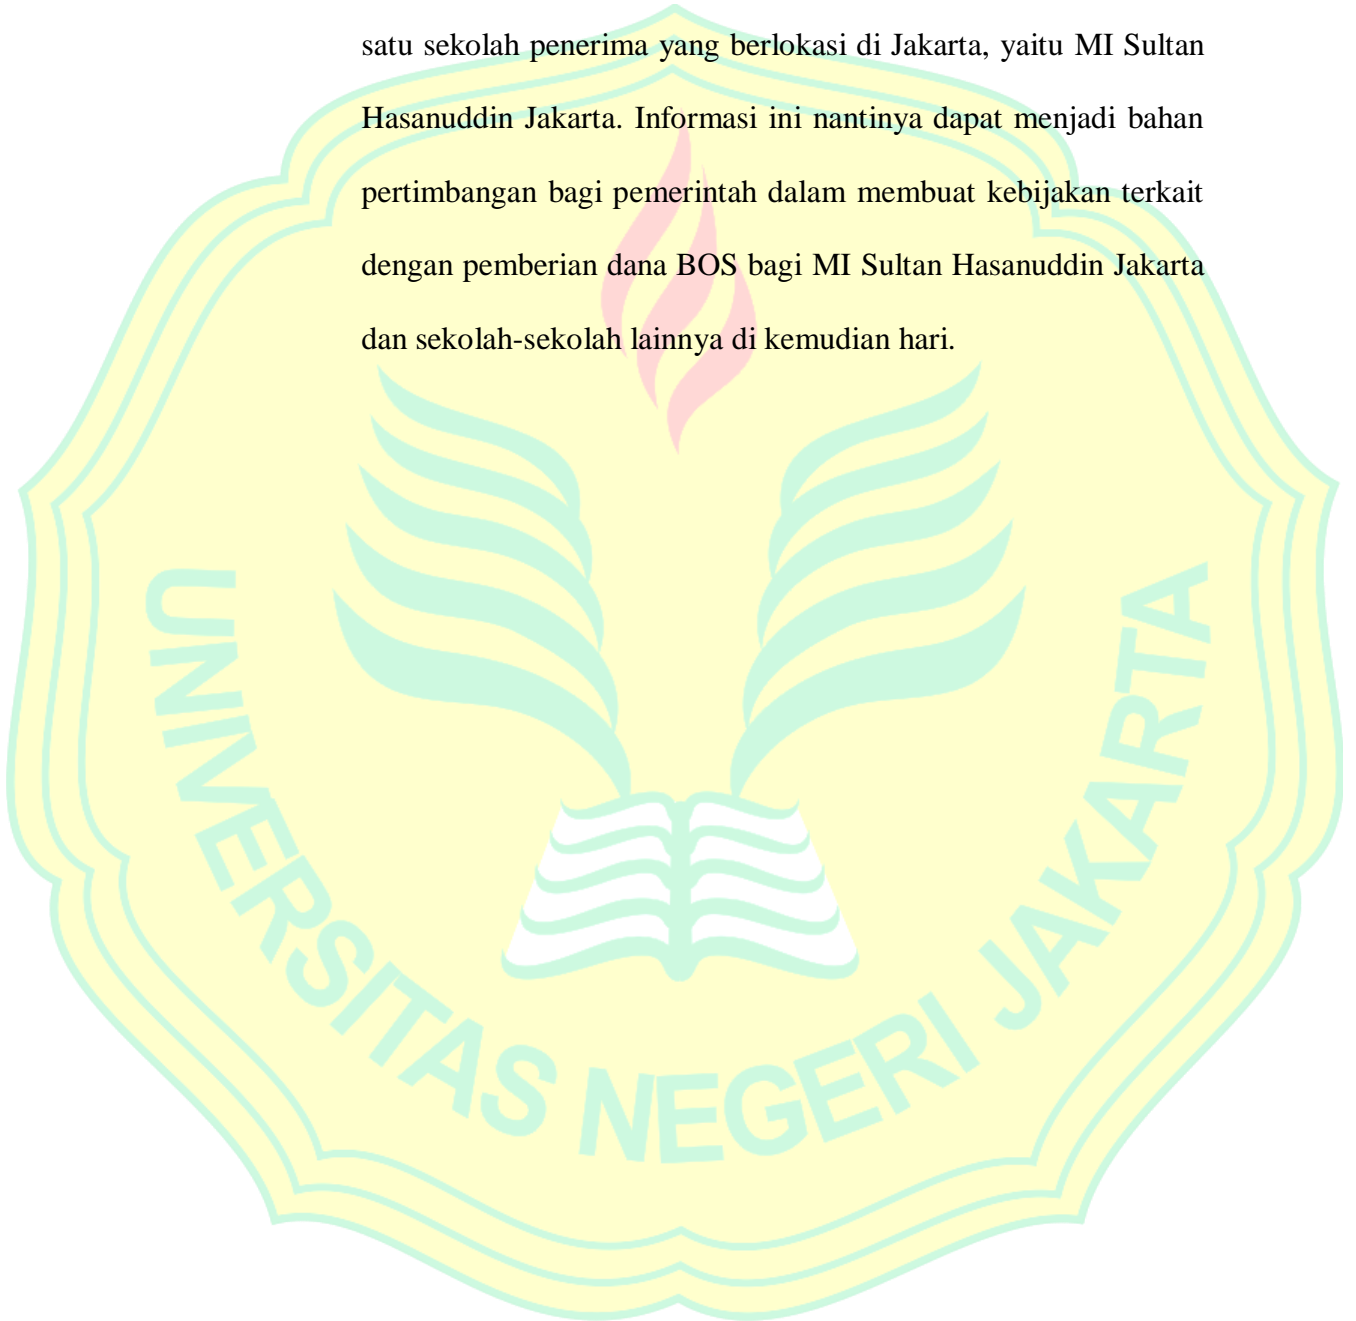 satu sekolah penerima yang berlokasi di Jakarta, yaitu MI Sultan
Hasanuddin Jakarta. Informasi ini nantinya dapat menjadi bahan
pertimbangan bagi pemerintah dalam membuat kebijakan terkait
dengan pemberian dana BOS bagi MI Sultan Hasanuddin Jakarta
dan sekolah-sekolah lainnya di kemudian hari.
UNIVERSITAS NEGERI JAKARTA